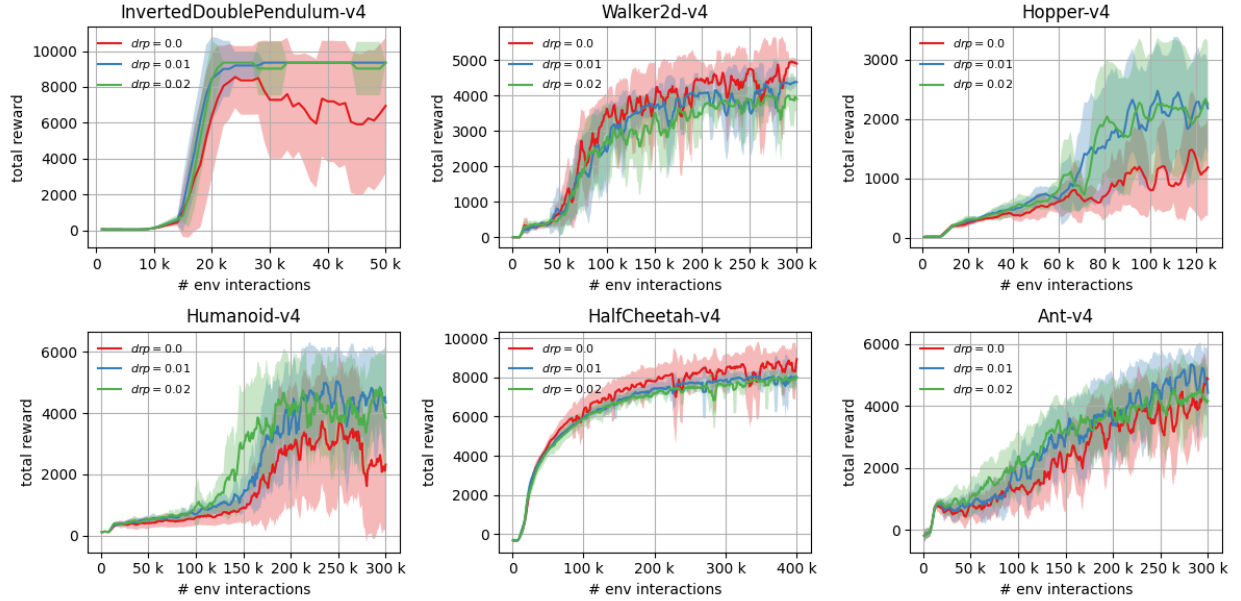 InvertedDoublePendulum-v4
total reward
10000
8000
6000
4000
2000
0
drp = 0.0
drp = 0.01
drp = 0.02
0 10 k 20 k 30 k 40 k 50 k
# env interactions
Walker2d-v4
total reward
5000
4000
3000
2000
1000
0
drp = 0.0
drp = 0.01
drp = 0.02
0 50 k 100 k 150 k 200 k 250 k 300 k
# env interactions
Hopper-v4
total reward
3000
2000
1000
0
drp = 0.0
drp = 0.01
drp = 0.02
0 20 k 40 k 60 k 80 k 100 k 120 k
# env interactions
Humanoid-v4
total reward
6000
4000
2000
0
drp = 0.0
drp = 0.01
drp = 0.02
0 50 k 100 k 150 k 200 k 250 k 300 k
# env interactions
HalfCheetah-v4
total reward
10000
8000
6000
4000
2000
0
drp = 0.0
drp = 0.01
drp = 0.02
0 100 k 200 k 300 k 400 k
# env interactions
Ant-v4
total reward
6000
4000
2000
0
drp = 0.0
drp = 0.01
drp = 0.02
0 50 k 100 k 150 k 200 k 250 k 300 k
# env interactions